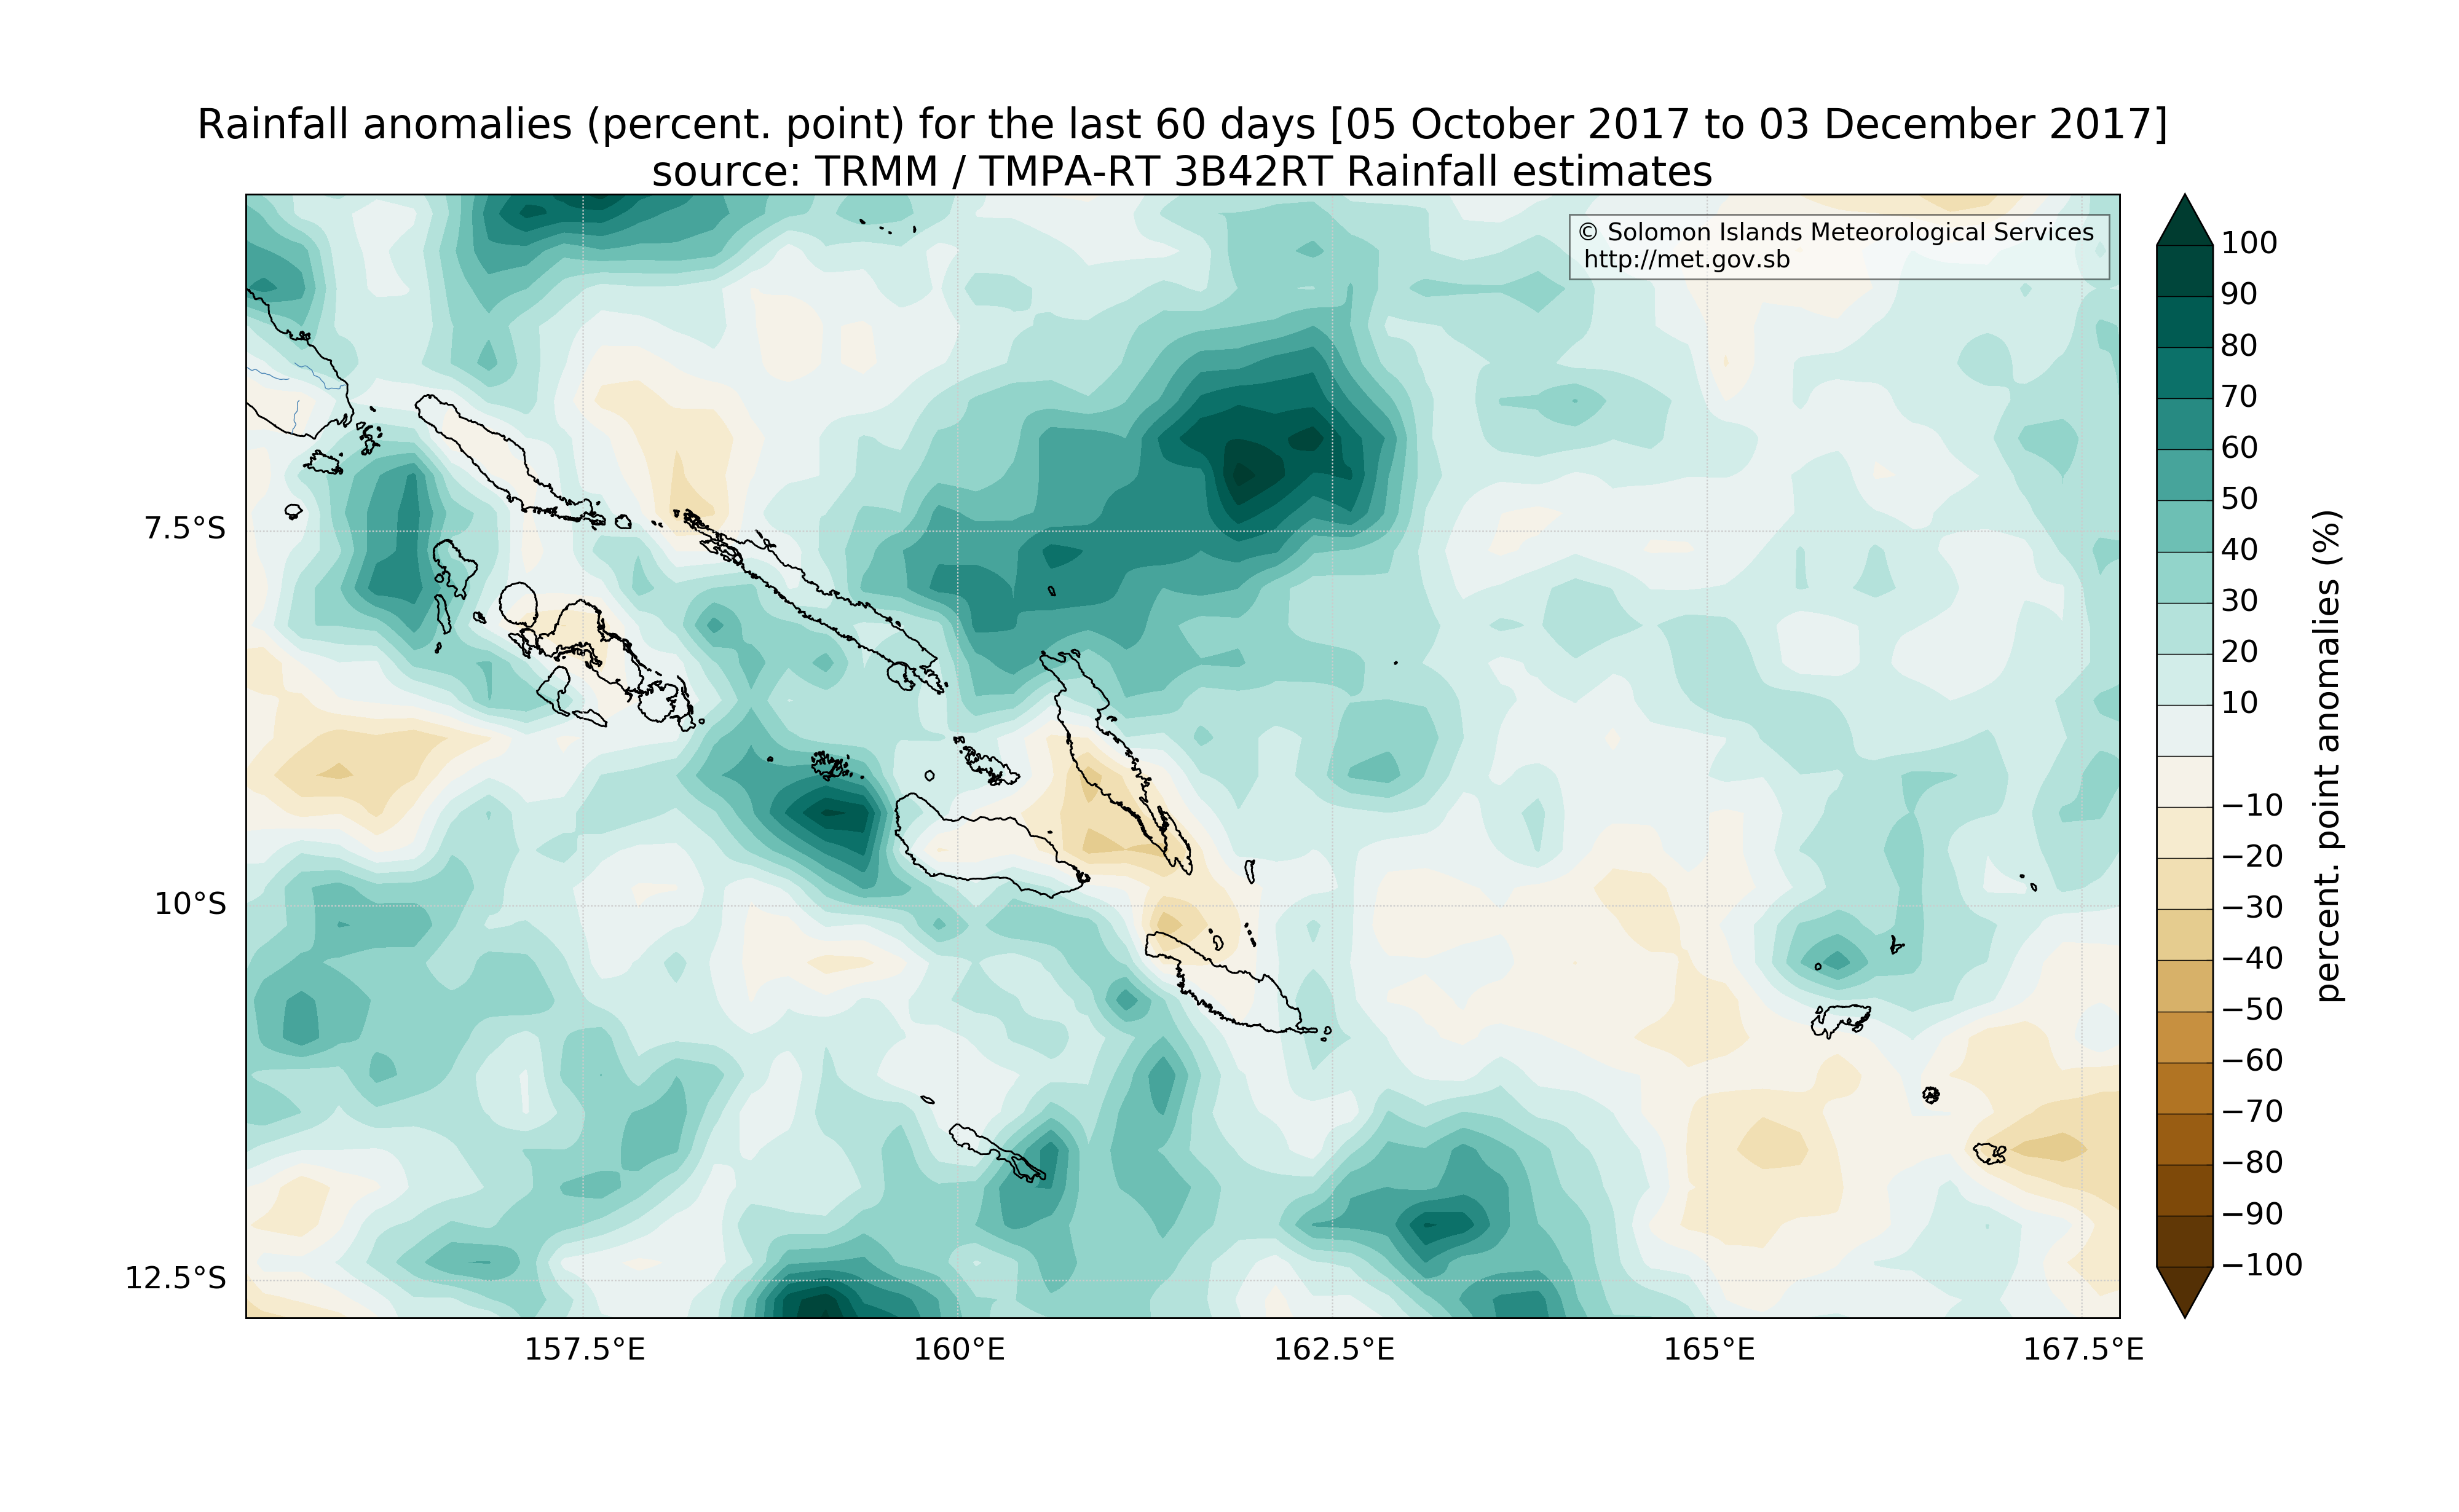 Rainfall anomalies (percent. point) for the last 60 days [05 October 2017 to 03 December 2017]
source: TRMM / TMPA-RT 3B42RT Rainfall estimates
© Solomon Islands Meteorological Services
http://met.gov.sb
7.5°S
10°S
12.5°S
157.5°E
160°E
162.5°E
165°E
167.5°E
100
90
80
70
60
50
40
30
20
10
−10
−20
−30
−40
−50
−60
−70
−80
−90
−100
percent. point anomalies (%)